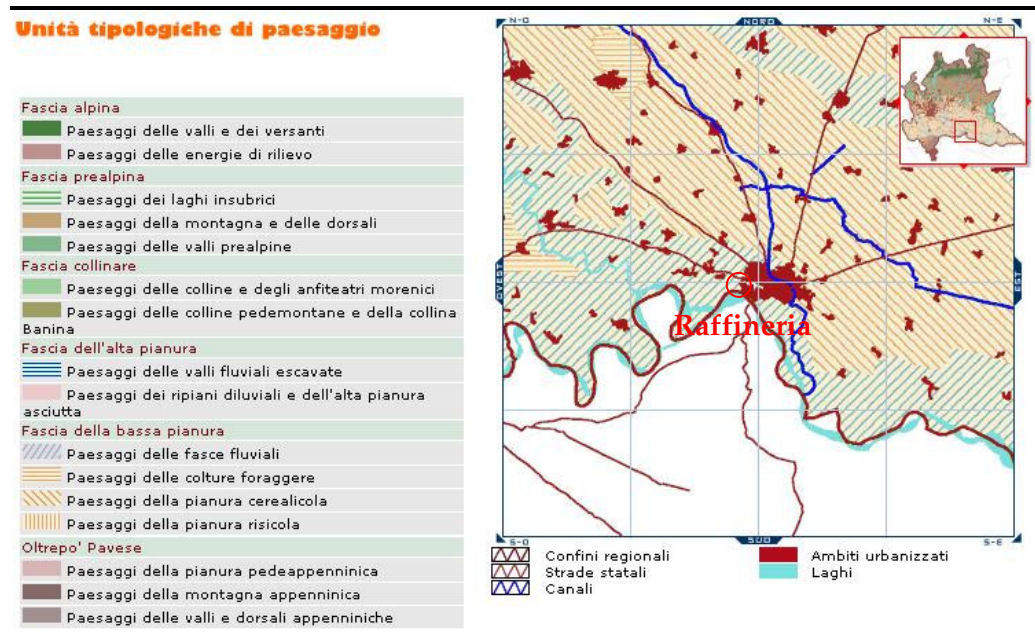 Unità tipologiche di paesaggio
Fascia alpina
Paesaggi delle valli e dei versanti
Paesaggi delle energie di rilievo
Fascia prealpina
Paesaggi dei laghi insubrici
Paesaggi della montagna e delle dorsali
Paesaggi delle valli prealpine
Fascia collinare
Paeseggi delle colline e degli anfiteatri morenici
Paesaggi delle colline pedemontane e della collina
Banina
Fascia dell'alta pianura
Paesaggi delle valli fluviali escavate
Paesaggi dei ripiani diluviali e dell'alta pianura
asciutta
Fascia della bassa pianura
Paesaggi delle fasce fluviali
Paesaggi delle colture foraggere
Paesaggi della pianura cerealicola
Paesaggi della pianura risicola
Oltrepo' Pavese
Paesaggi della pianura pedeappenninica
Paesaggi della montagna appenninica
Paesaggi delle valli e dorsali appenniniche
N-O
NORD
N-E
OVEST
EST
Raffineria
S-O
SUD
S-E
Confini regionali
Strade statali
Canali
Ambiti urbanizzati
Laghi